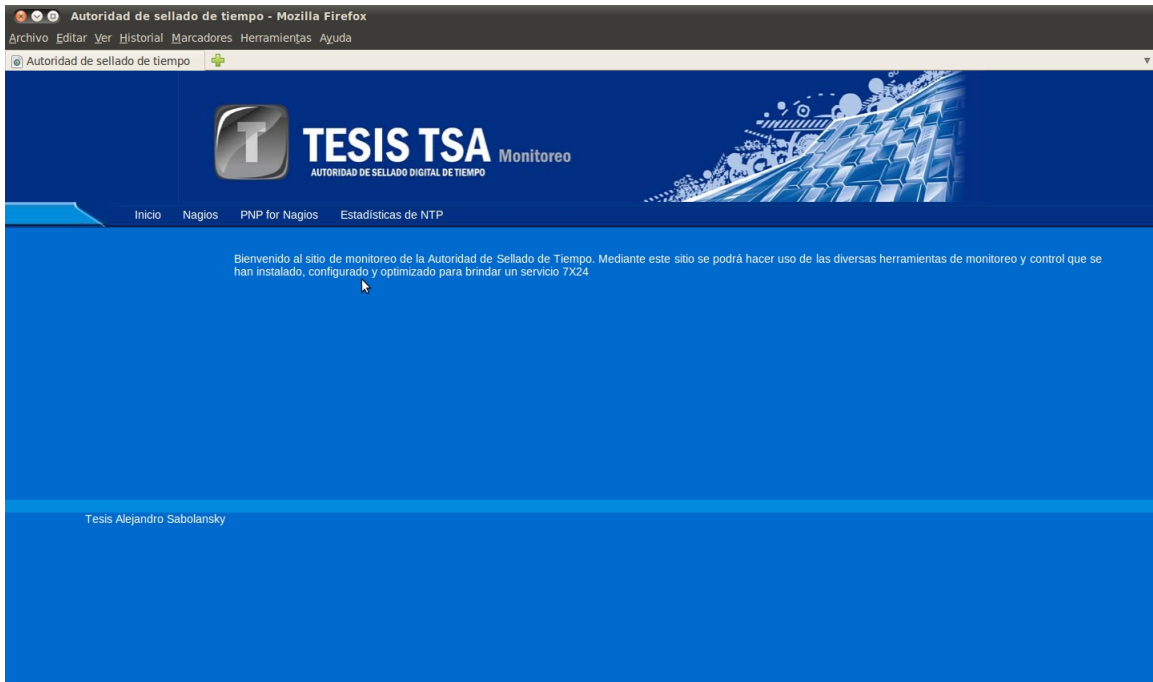 Autoridad de sellado de tiempo - Mozilla Firefox
Archivo Editar Ver Historial Marcadores Herramientas Ayuda
Autoridad de sellado de tiempo
T
TESIS TSA Monitoreo
AUTORIDAD DE SELLADO DIGITAL DE TIEMPO
Inicio Nagios PNP for Nagios Estadísticas de NTP
Bienvenido al sitio de monitoreo de la Autoridad de Sellado de Tiempo. Mediante este sitio se podrá hacer uso de las diversas herramientas de monitoreo y control que se
han instalado, configurado y optimizado para brindar un servicio 7X24
Tesis Alejandro Sabolansky